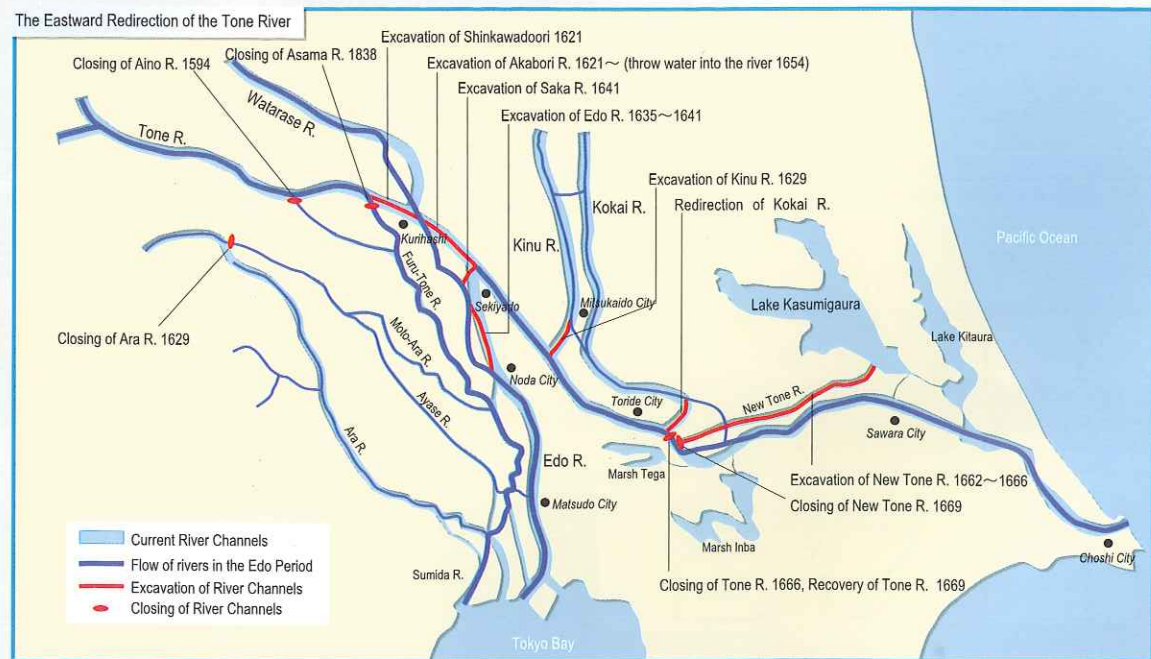 The Eastward Redirection of the Tone River
Excavation of Shinkawadoori 1621
Closing of Asama R. 1838
Closing of Aino R. 1594
Excavation of Akabori R. 1621～ (throw water into the river 1654)
Excavation of Saka R. 1641
Excavation of Edo R. 1635～1641
Watarase R.
Tone R.
Excavation of Kinu R. 1629
Redirection of Kokai R.
Kokai R.
Kinu R.
Pacific Ocean
Kurihashi
Furu-Tone R.
Sekiyado
Mitsukaido City
Lake Kasumigaura
Lake Kitaura
Closing of Ara R. 1629
Moto-Ara R.
Noda City
Ayase R.
Toride City
New Tone R.
Sawara City
Ara R.
Edo R.
Marsh Tega
Excavation of New Tone R. 1662～1666
Closing of New Tone R. 1669
Matsudo City
Marsh Inba
Choshi City
Current River Channels
Flow of rivers in the Edo Period
Excavation of River Channels
Closing of River Channels
Sumida R.
Closing of Tone R. 1666, Recovery of Tone R. 1669
Tokyo Bay